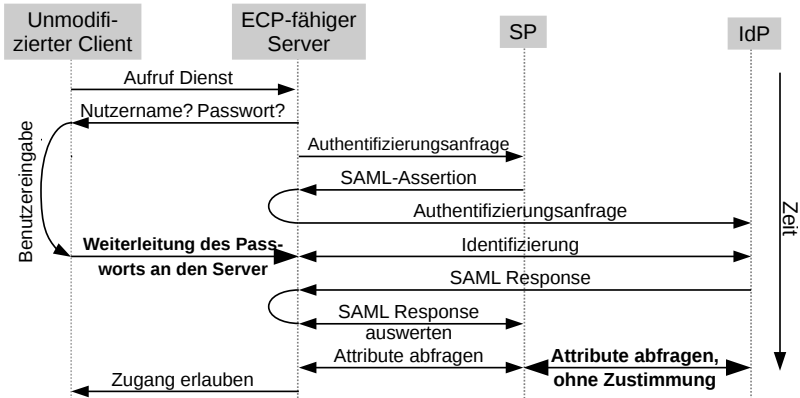 Unmodifi-
zierter Client
ECP-fähiger
Server
SP
IdP
Aufruf Dienst
Nutzername? Passwort?
Benutzereingabe
Authentifizierungsanfrage
SAML-Assertion
Authentifizierungsanfrage
Zeit
Weiterleitung des Pass-
worts an den Server
Identifizierung
SAML Response
SAML Response
auswerten
Attribute abfragen
Attribute abfragen,
ohne Zustimmung
Zugang erlauben